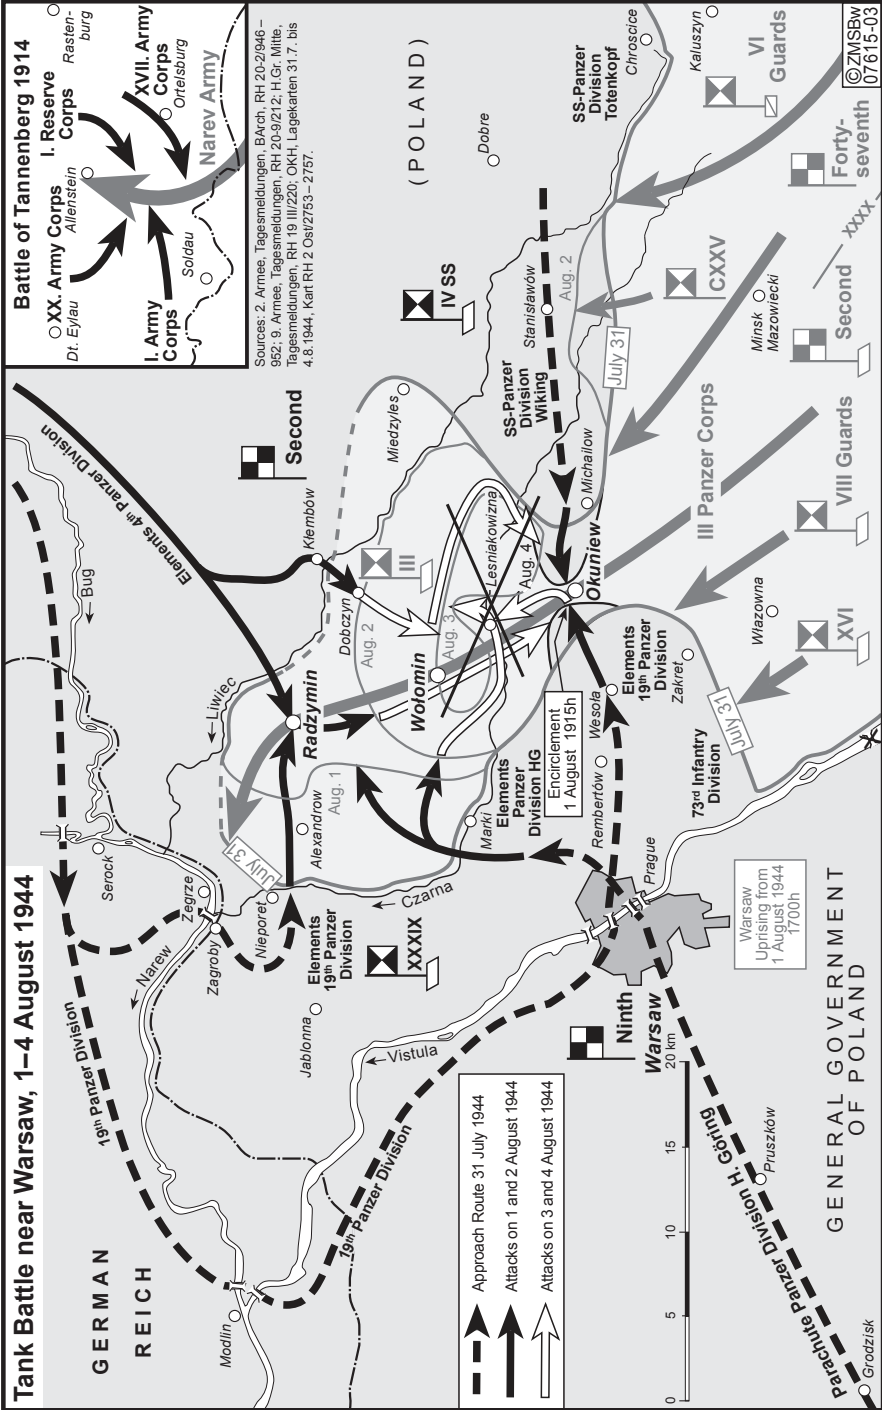 Tank Battle near Warsaw, 1–4 August 1944
GERMAN
REICH
Modlin
19th Panzer Division
Narew
Serock
Zegrze
Zagroby
Nieporet
Elements
19th Panzer
Division
XXXIX
Jablonna
Vistula
19th Panzer Division
Bug
Liwiec
Elements 4th Panzer Division
Radzymin
July 31
Alexandrow
Aug. 1
Czarna
Marki
Elements
Panzer
Division HG
Second
Klembów
Dobczyn
Aug. 2
III
Miedzyles
Wołomin
Aug. 3
Lesniakowizna
Aug. 4
Okuniew
Michailow
Encirclement
1 August 1915h
Wesoła
Rembertów
Elements
19th Panzer
Division
Zakret
73rd Infantry
Division
July 31
Prague
Warsaw
Uprising from
1 August 1944
1700h
Ninth
Warsaw
GENERAL GOVERNMENT
OF POLAND
Parachute Panzer Division H. Göring
Pruszków
Grodzisk
0
5
10
15
20 km
Approach Route 31 July 1944
Attacks on 1 and 2 August 1944
Attacks on 3 and 4 August 1944
(POLAND)
IV SS
Dobre
SS-Panzer
Division
Totenkopf
Chroscice
Kaluszyn
VI
Guards
Stanisławów
Aug. 2
SS-Panzer
Division
Wiking
July 31
CXXV
Forty-
seventh
XXXX
Minsk
Mazowiecki
Second
III Panzer Corps
VIII Guards
Włazowna
XVI
Battle of Tannenberg 1914
XX. Army Corps
Dt. Eylau
Allenstein
I. Reserve
Corps
Rasten-
burg
XVII. Army
Corps
Ortelsburg
I. Army
Corps
Soldau
Narev Army
Sources: 2. Armee, Tagesmeldungen, BArch, RH 20-2/946 –
952; 9. Armee, Tagesmeldungen, RH 20-9/212; H.Gr. Mitte,
Tagesmeldungen, RH 19 III/220; OKH, Lagekarten 31.7. bis
4.8.1944, Kart RH 2 Ost/2753 – 2757.
©ZMSBw
07615-03